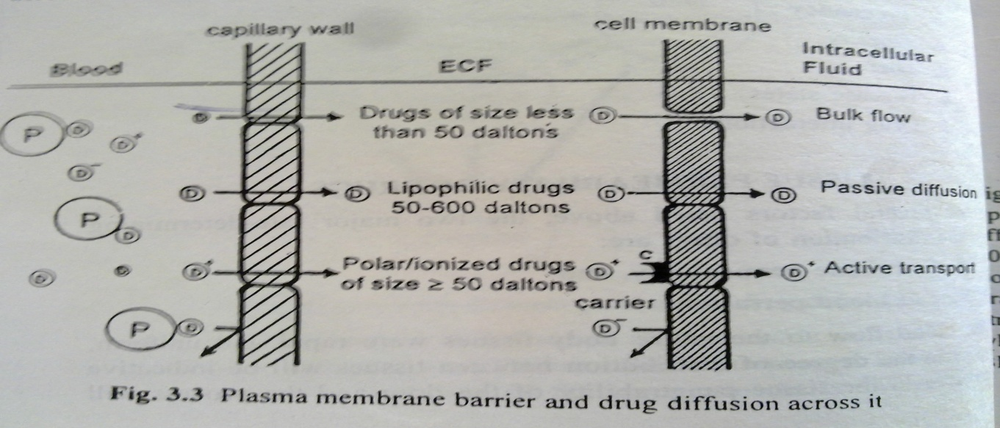 capillary wall
cell membrane
Blood
ECF
Intracellular
Fluid
D
Drugs of size less
than 50 daltons
D
D
Bulk flow
P
D
D+
D-
D
D
Lipophilic drugs
50-600 daltons
D
D
Passive diffusion
P
D
D
D
D+
Polar/ionized drugs
of size ≥ 50 daltons
D+
C
D+
Active transport
carrier
P
D
D-
Fig. 3.3 Plasma membrane barrier and drug diffusion across it